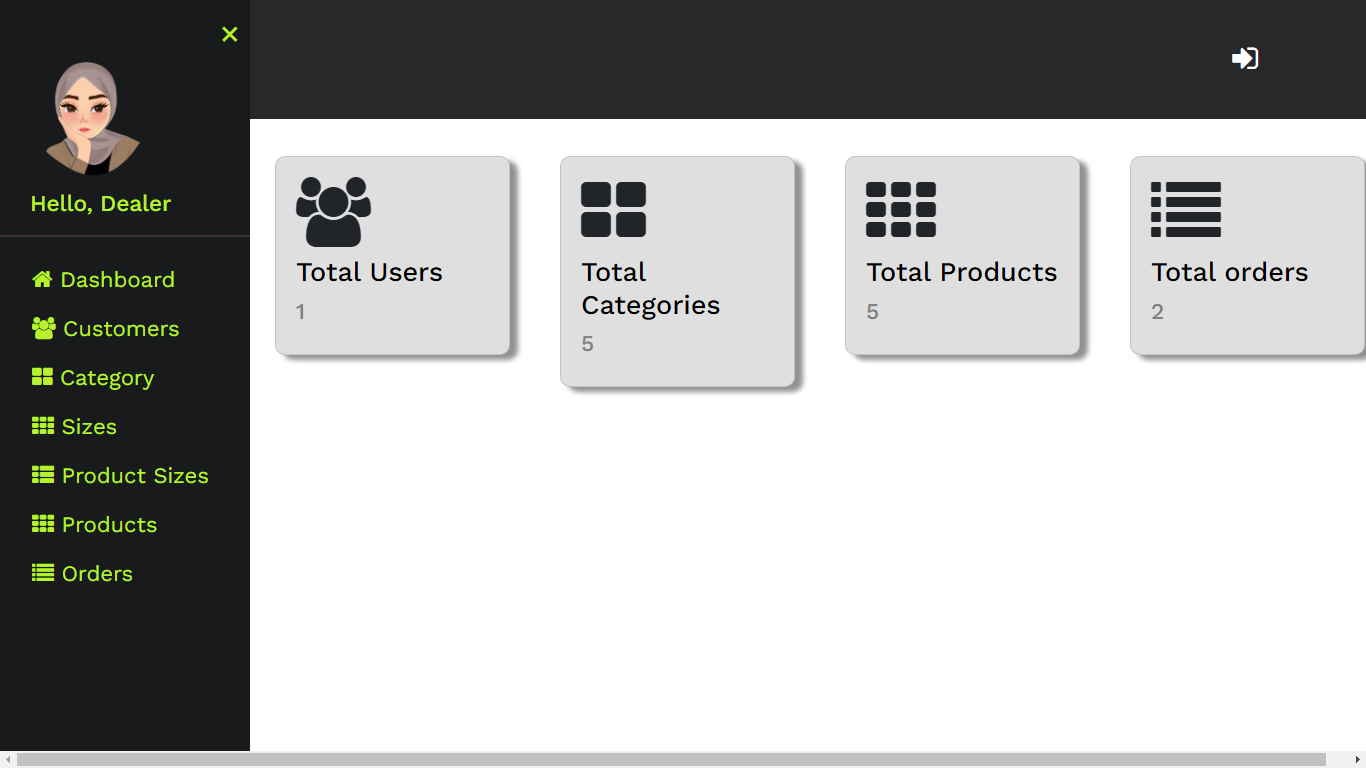 Hello, Dealer
Dashboard
Customers
Category
Sizes
Product Sizes
Products
Orders
Total Users
1
Total
Categories
5
Total Products
5
Total orders
2